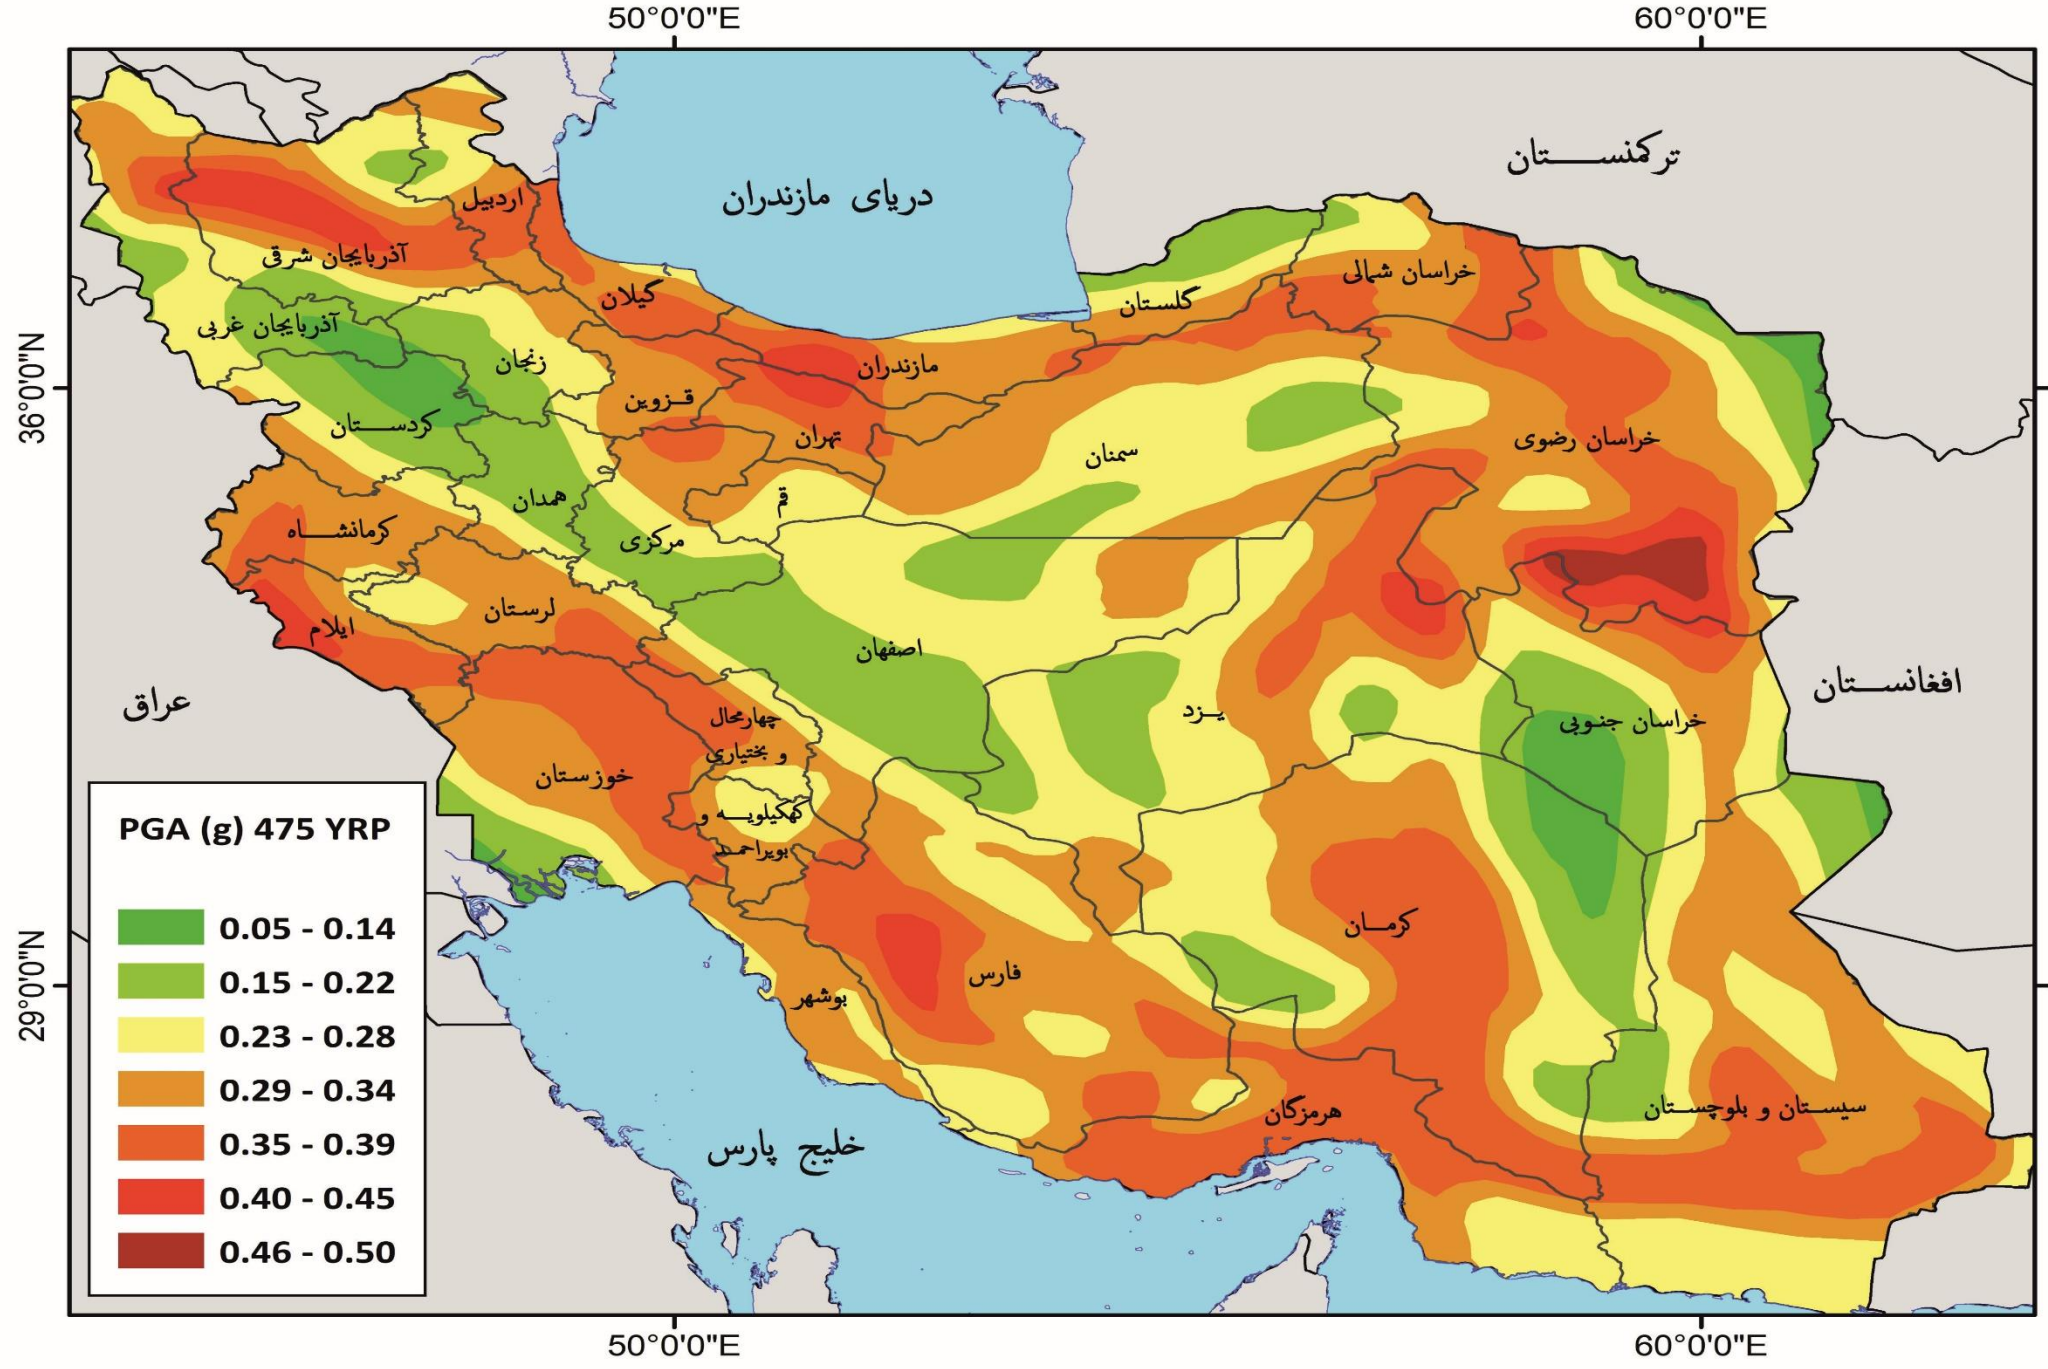 50°0'0"E
60°0'0"E
ترکمنستان
دریای مازندران
اردبیل
آذربایجان شرقی
خراسان شمالی
گیلان
گلستان
آذربایجان غربی
36°0'0"N
زنجان
مازندران
قزوین
کردستان
تهران
سمنان
خراسان رضوی
همدان
قم
کرمانشاه
مرکزی
لرستان
ایلام
اصفهان
افغانستان
عراق
یزد
چهارمحال
و بختیاری
خراسان جنوبی
خوزستان
کهکیلویه و
بویراحمد
PGA (g) 475 YRP
0.05 - 0.14
0.15 - 0.22
0.23 - 0.28
0.29 - 0.34
0.35 - 0.39
0.40 - 0.45
0.46 - 0.50
کرمان
29°0'0"N
فارس
بوشهر
هرمزگان
سیستان و بلوچستان
خلیج پارس
50°0'0"E
60°0'0"E